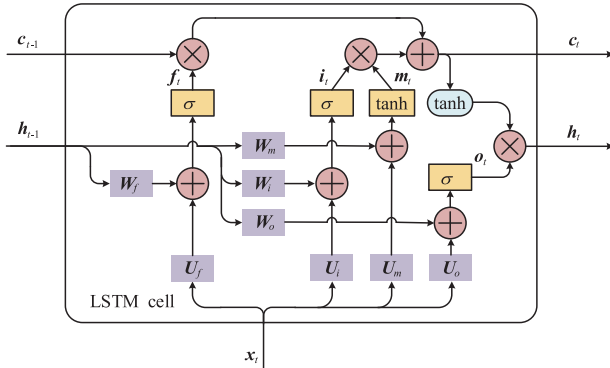 c_{t-1} c_t
f_t i_t m_t
σ σ tanh tanh
h_{t-1} h_t
W_m
o_t
W_f W_i σ
W_o
U_f U_i U_m U_o
LSTM cell
x_t